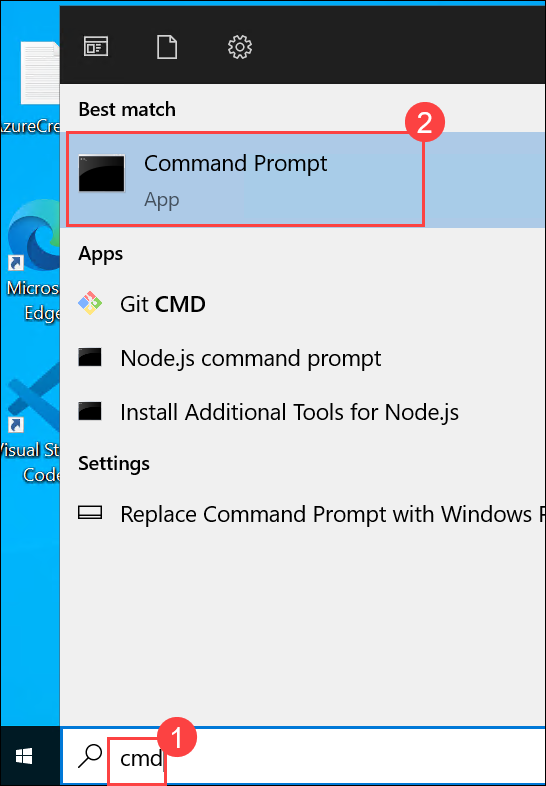 Best match
2
Command Prompt
App
Apps
Git CMD
Node.js command prompt
Install Additional Tools for Node.js
Settings
Replace Command Prompt with Windows
1
cmd
AzureCre
Micros
Edge
Visual St
Code